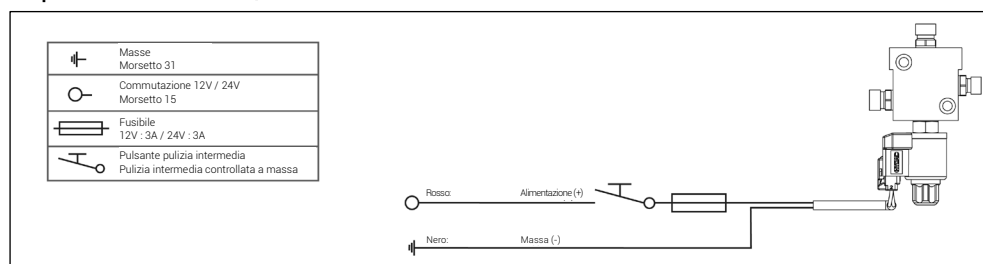 Masse
Morsetto 31
Commutazione 12V / 24V
Morsetto 15
Fusibile
12V : 3A / 24V : 3A
Pulsante pulizia intermedia
Pulizia intermedia controllata a massa
Rosso: Alimentazione (+)
Nero: Massa (-)